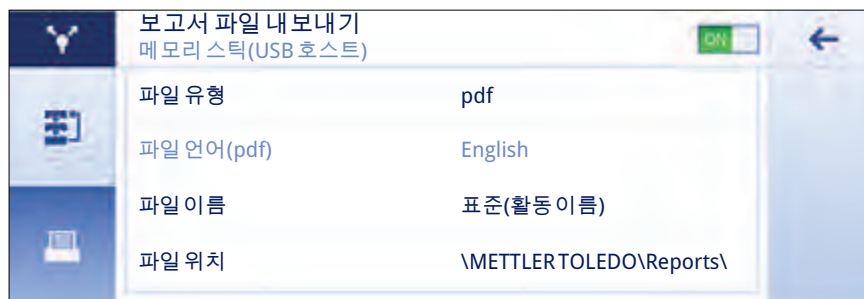 보고서 파일 내보내기
메모리 스틱(USB 호스트)
ON
파일 유형 pdf
파일 언어(pdf) English
파일 이름 표준(활동 이름)
파일 위치 \METTLER TOLEDO\Reports\